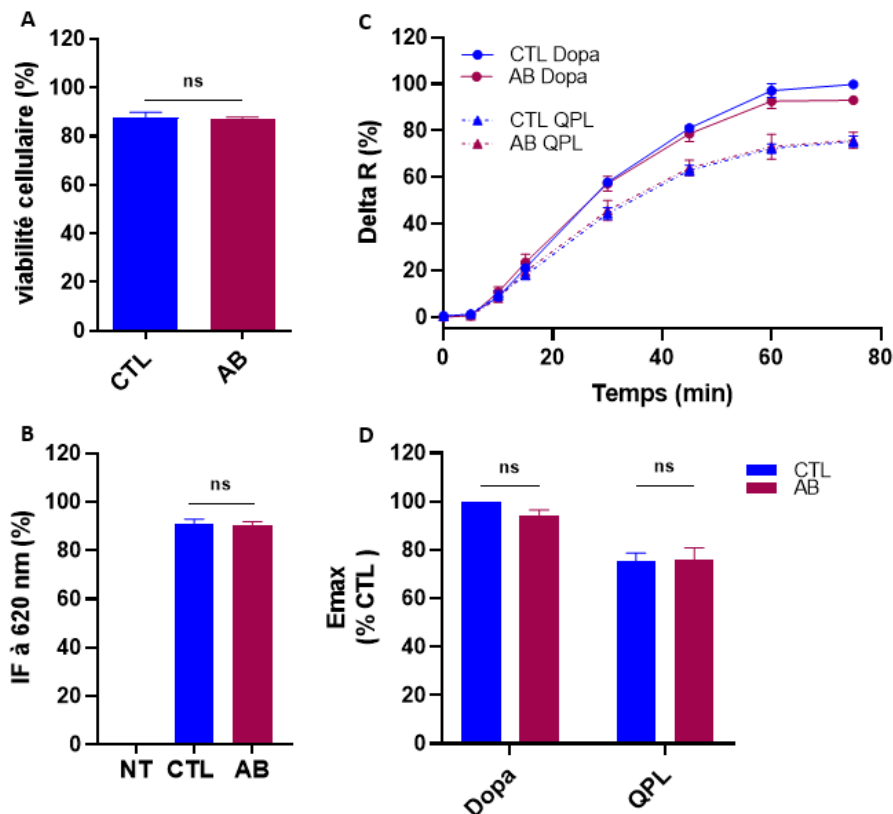 A
viabilité cellulaire (%)
120
100
80
60
40
20
0
ns
CTL
AB
C
Delta R (%)
120
100
80
60
40
20
0
CTL Dopa
AB Dopa
CTL QPL
AB QPL
0
20
40
60
80
Temps (min)
B
IF à 620 nm (%)
120
100
80
60
40
20
0
ns
NT
CTL
AB
D
Emax
(% CTL )
120
100
80
60
40
20
0
ns
ns
CTL
AB
Dopa
QPL